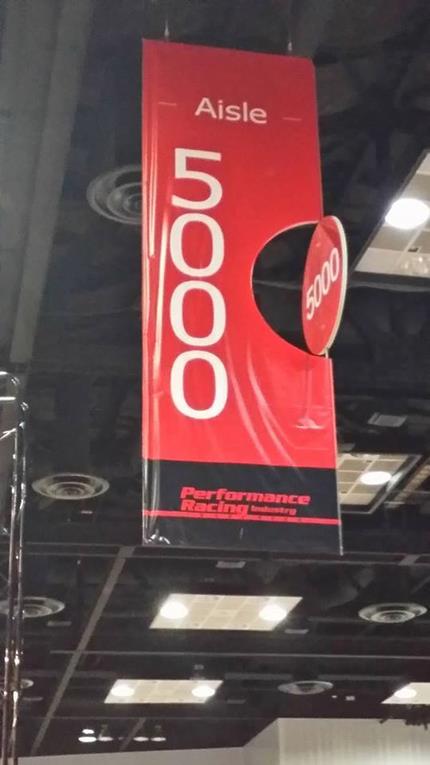 Aisle
5000
5000
Performance
Racing Industry